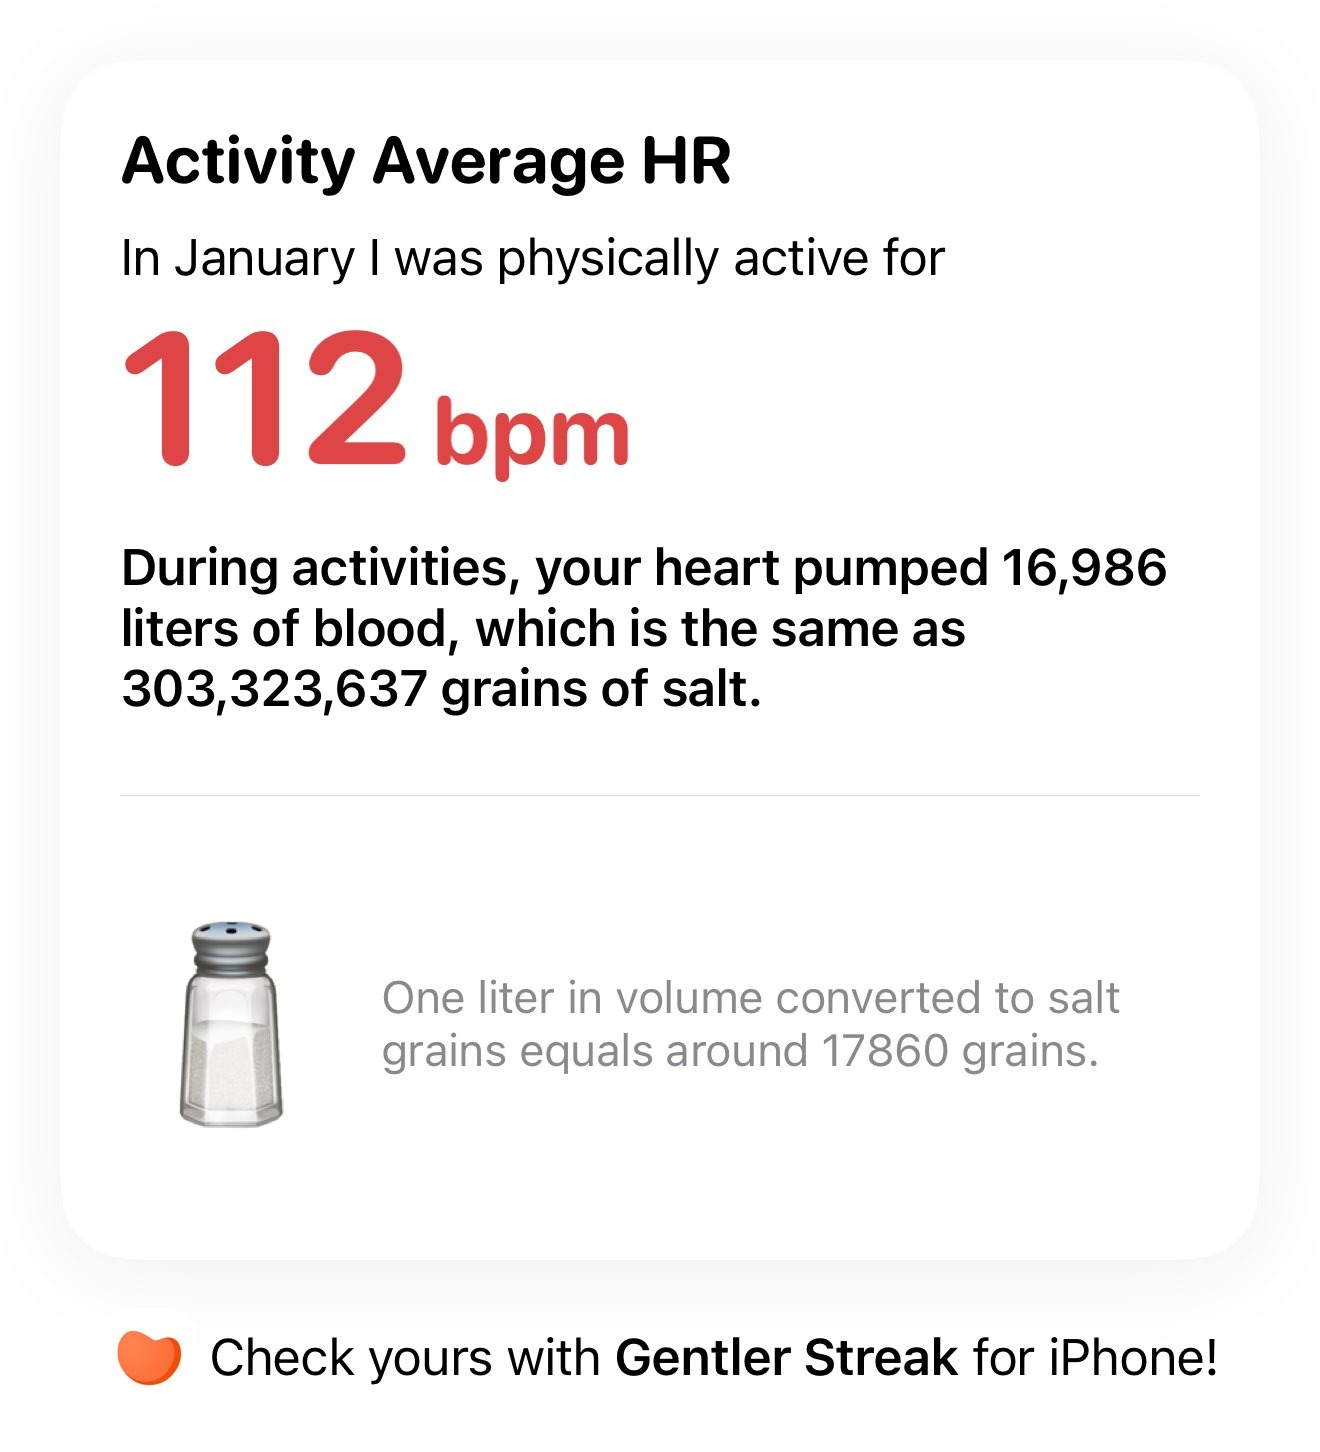 Activity Average HR
In January I was physically active for
112 bpm
During activities, your heart pumped 16,986
liters of blood, which is the same as
303,323,637 grains of salt.
One liter in volume converted to salt
grains equals around 17860 grains.
Check yours with Gentler Streak for iPhone!